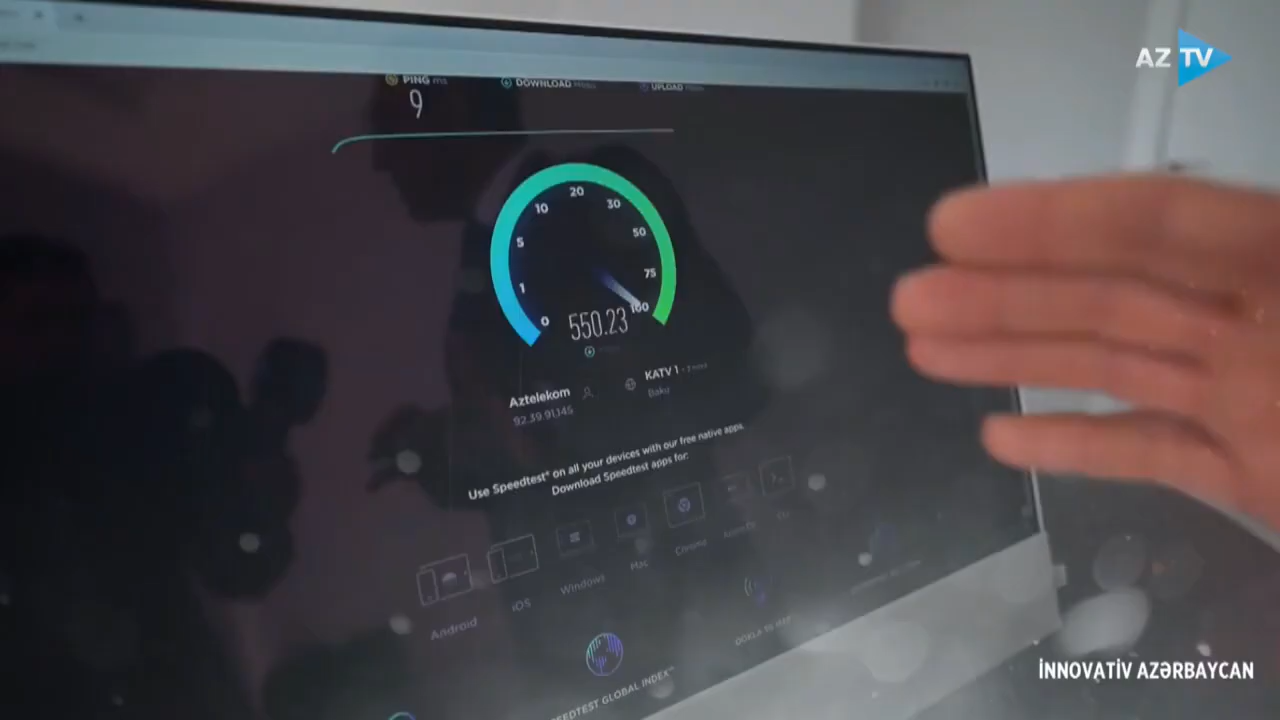 AZ TV
PING ms
DOWNLOAD
UPLOAD
9
0
1
5
10
20
30
50
75
100
550.23
Aztelekom
92.39.91.145
KATV 1
Baku
Use Speedtest® on all your devices with our free native apps.
Download Speedtest apps for:
Android
iOS
Windows
Mac
Chrome
SPEEDTEST GLOBAL INDEX™
İNNOVATİV AZƏRBAYCAN